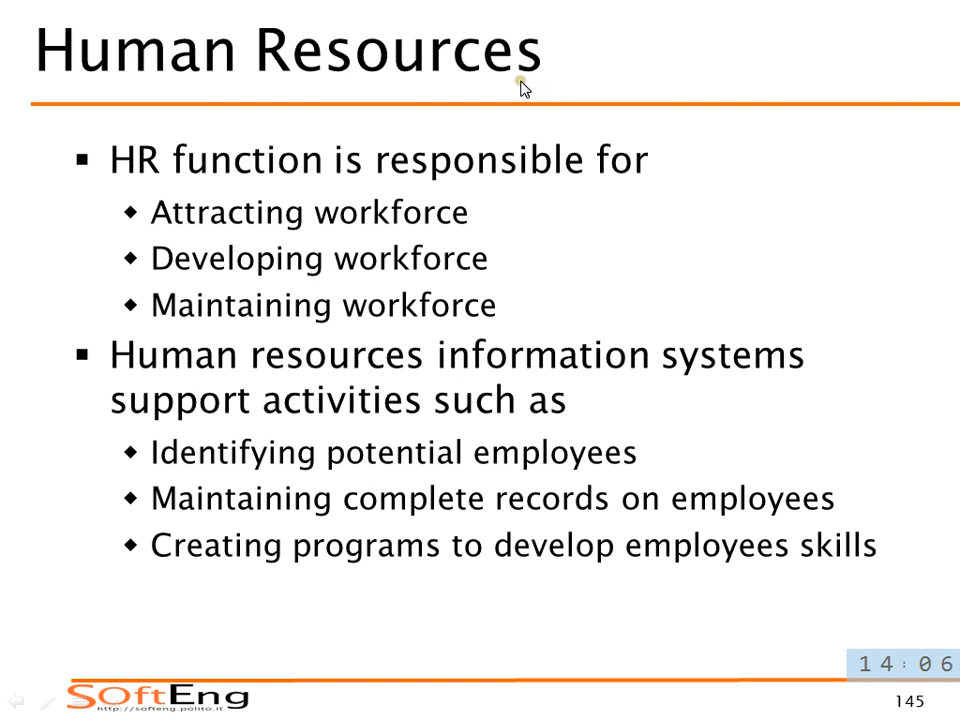 Human Resources
▪ HR function is responsible for
◆ Attracting workforce
◆ Developing workforce
◆ Maintaining workforce
▪ Human resources information systems
support activities such as
◆ Identifying potential employees
◆ Maintaining complete records on employees
◆ Creating programs to develop employees skills
14:06
SoftEng
http://softeng.polito.it
145